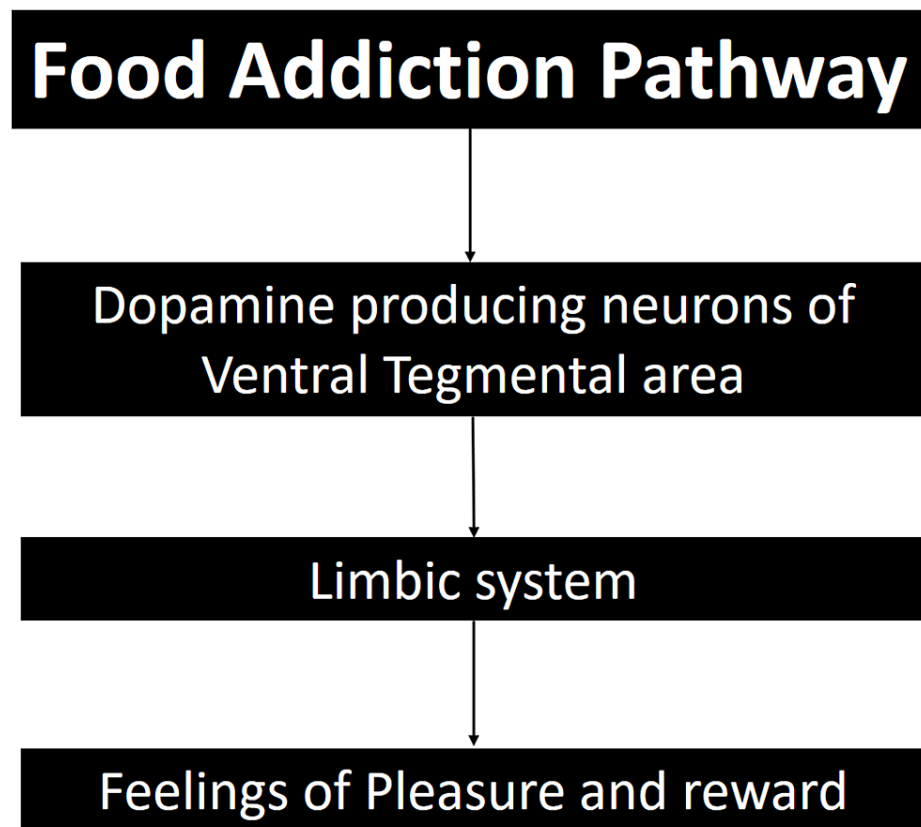 Food Addiction Pathway
Dopamine producing neurons of
Ventral Tegmental area
Limbic system
Feelings of Pleasure and reward